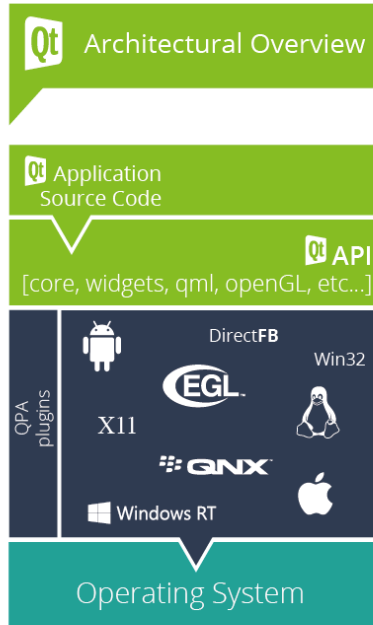 Qt Architectural Overview
Qt Application
Source Code
Qt API
[core, widgets, qml, openGL, etc...]
QPA
plugins
DirectFB
Win32
EGL™
X11
QNX
Windows RT
Operating System